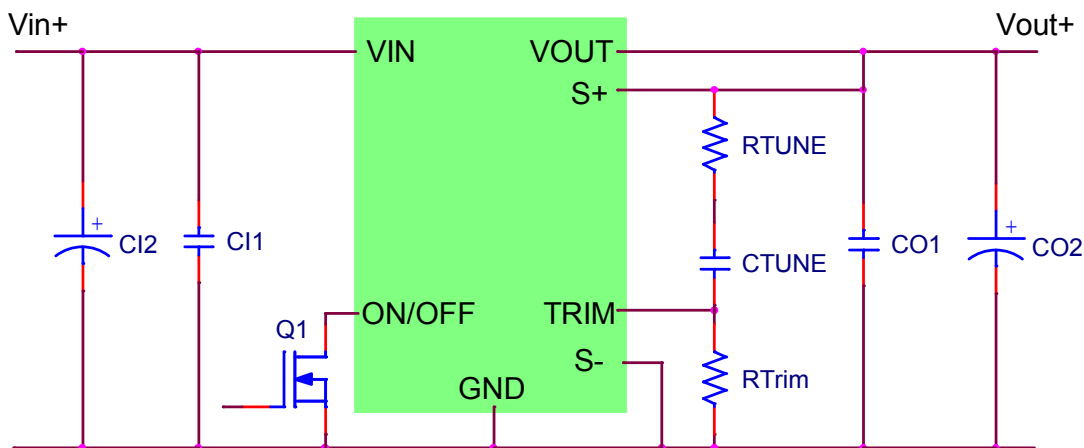 Vin+
Vout+
VIN
VOUT
S+
RTUNE
+
CI2
CI1
CTUNE
CO1
+
CO2
Q1
ON/OFF
TRIM
S-
RTrim
GND